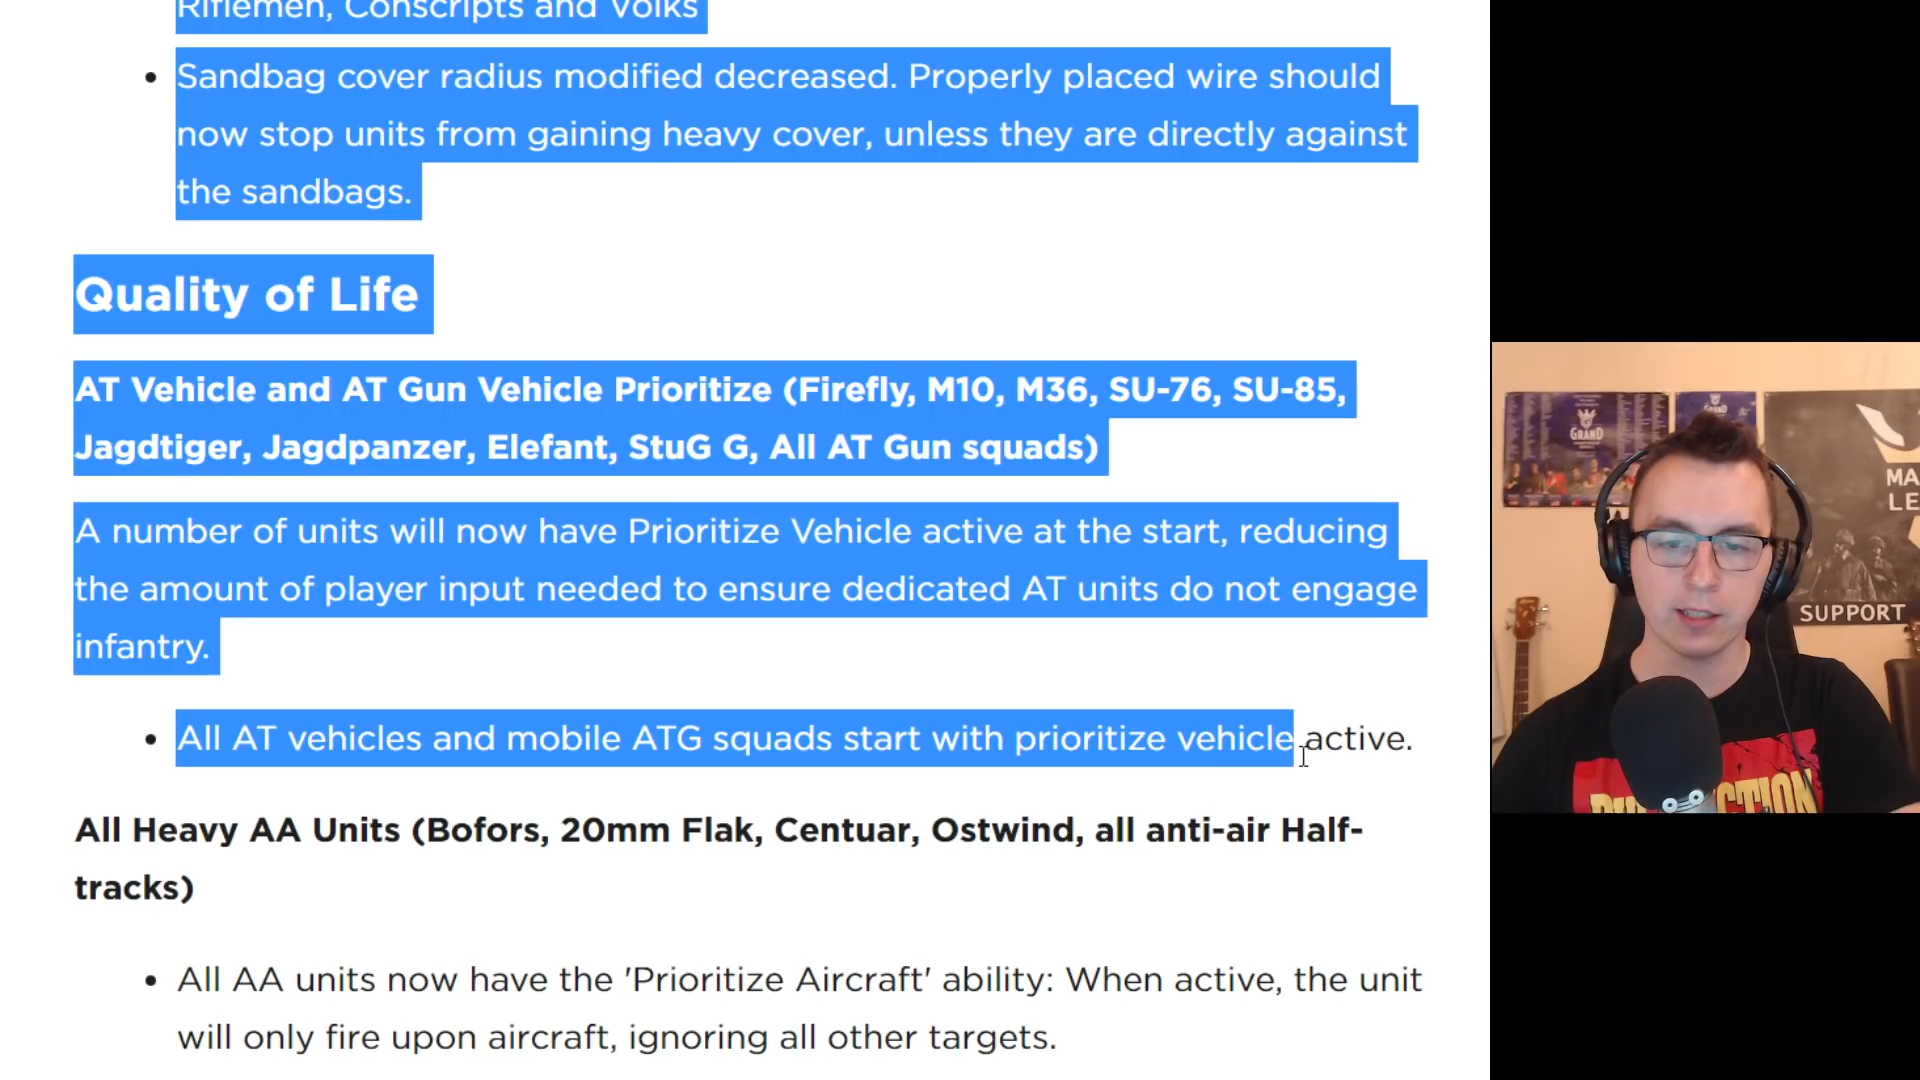 Riflemen, Conscripts and Volks
Sandbag cover radius modified decreased. Properly placed wire should
now stop units from gaining heavy cover, unless they are directly against
the sandbags.
Quality of Life
AT Vehicle and AT Gun Vehicle Prioritize (Firefly, M10, M36, SU-76, SU-85,
Jagdtiger, Jagdpanzer, Elefant, StuG G, All AT Gun squads)
A number of units will now have Prioritize Vehicle active at the start, reducing
the amount of player input needed to ensure dedicated AT units do not engage
infantry.
All AT vehicles and mobile ATG squads start with prioritize vehicle active.
All Heavy AA Units (Bofors, 20mm Flak, Centuar, Ostwind, all anti-air Half-
tracks)
All AA units now have the 'Prioritize Aircraft' ability: When active, the unit
will only fire upon aircraft, ignoring all other targets.
GRAND
MA
LE
SUPPORT